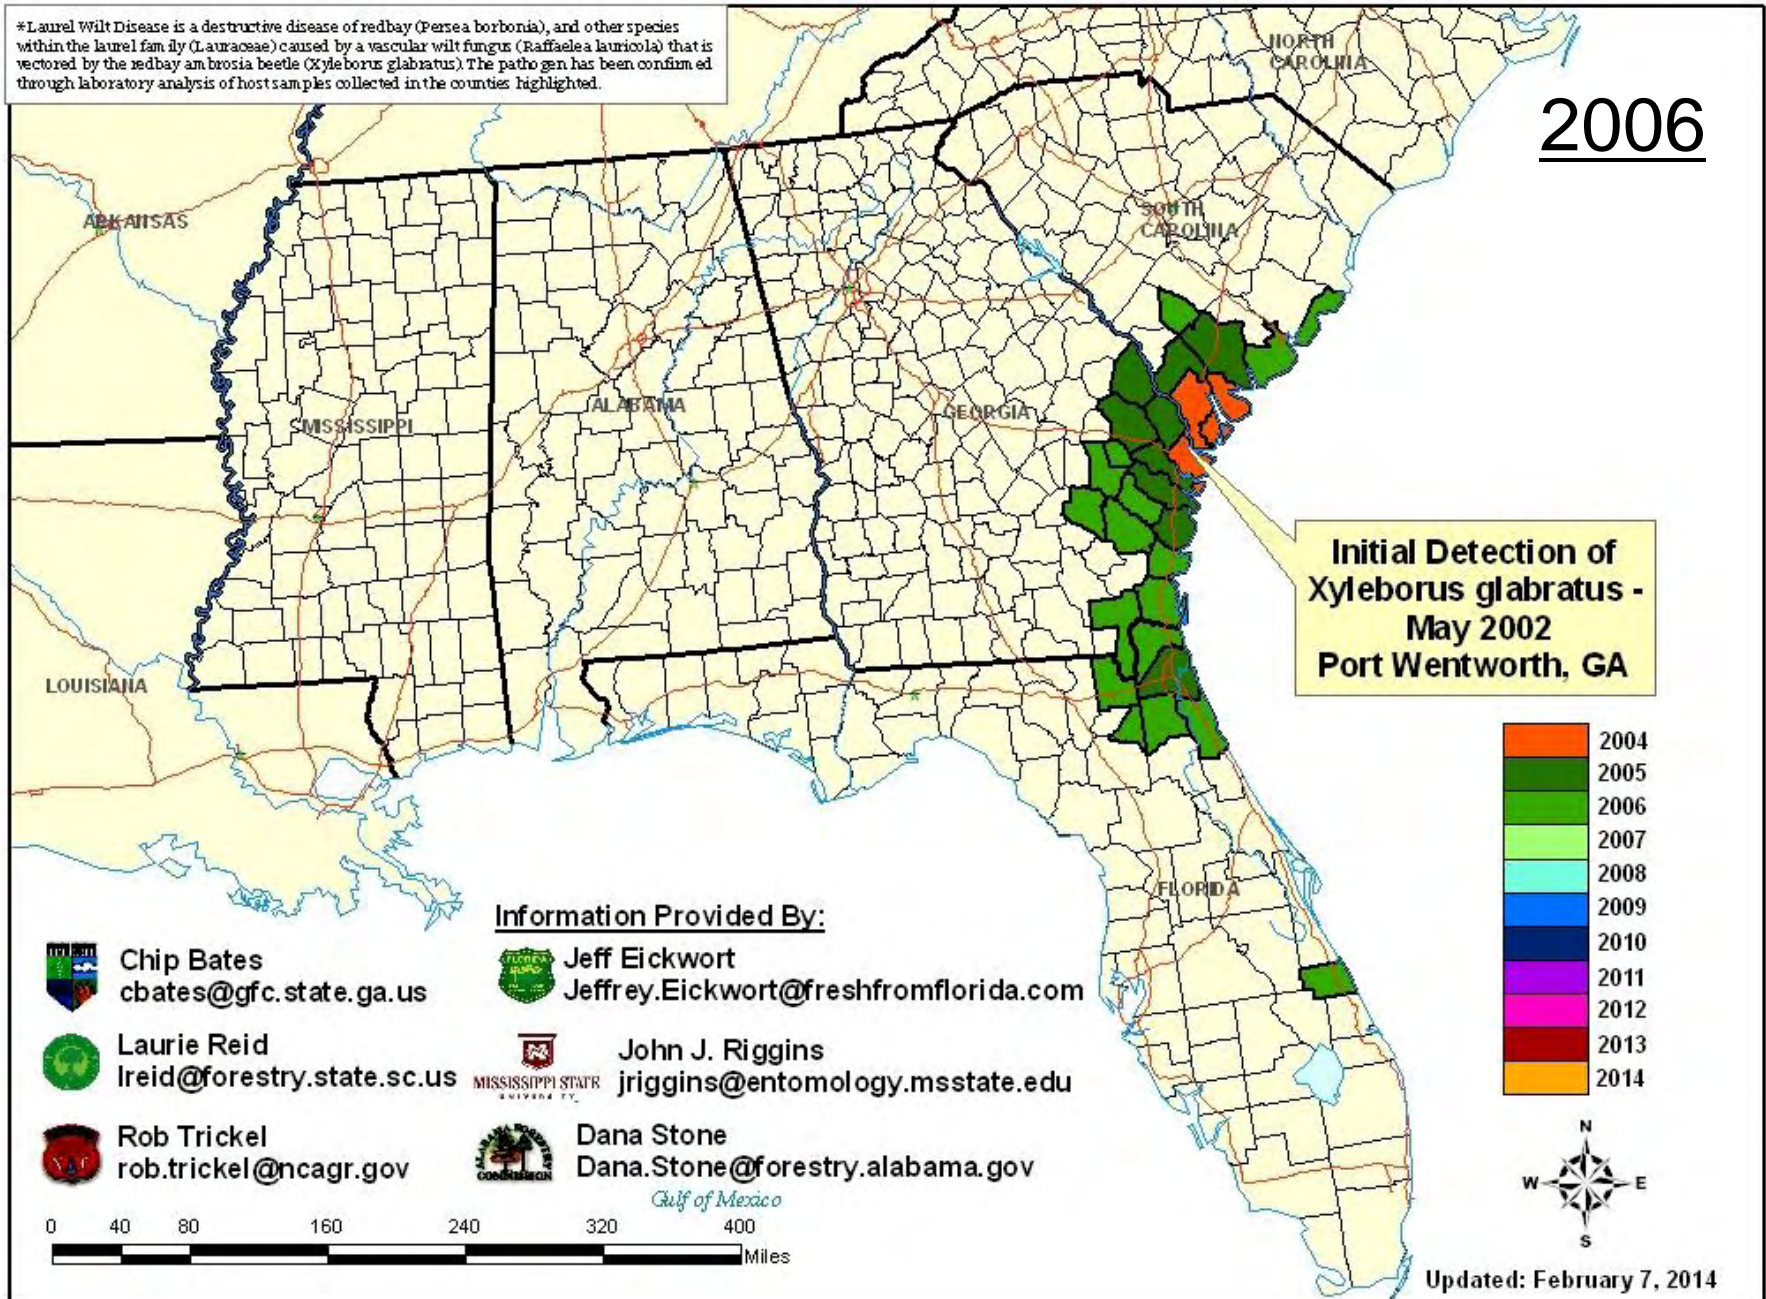 *Laurel Wilt Disease is a destructive disease of redbay (Persea borbonia), and other species
within the laurel family (Lauraceae) caused by a vascular wilt fungus (Raffaelea lauricola) that is
vectored by the redbay ambrosia beetle (Xyleborus glabratus). The pathogen has been confirmed
through laboratory analysis of host samples collected in the counties highlighted.
2006
NORTH
CAROLINA
ARKANSAS
SOUTH
CAROLINA
MISSISSIPPI
ALABAMA
GEORGIA
LOUISIANA
FLORIDA
Initial Detection of
Xyleborus glabratus -
May 2002
Port Wentworth, GA
2004
2005
2006
2007
2008
2009
2010
2011
2012
2013
2014
Information Provided By:
Chip Bates
cbates@gfc.state.ga.us
FLORIDA
Jeff Eickwort
Jeffrey.Eickwort@freshfromflorida.com
Laurie Reid
lreid@forestry.state.sc.us
MISSISSIPPI STATE
UNIVERSITY
John J. Riggins
jriggins@entomology.msstate.edu
Rob Trickel
rob.trickel@ncagr.gov
ALABAMA FORESTRY
COMMISSION
Dana Stone
Dana.Stone@forestry.alabama.gov
Gulf of Mexico
0 40 80 160 240 320 400
Miles
N
W E
S
Updated: February 7, 2014